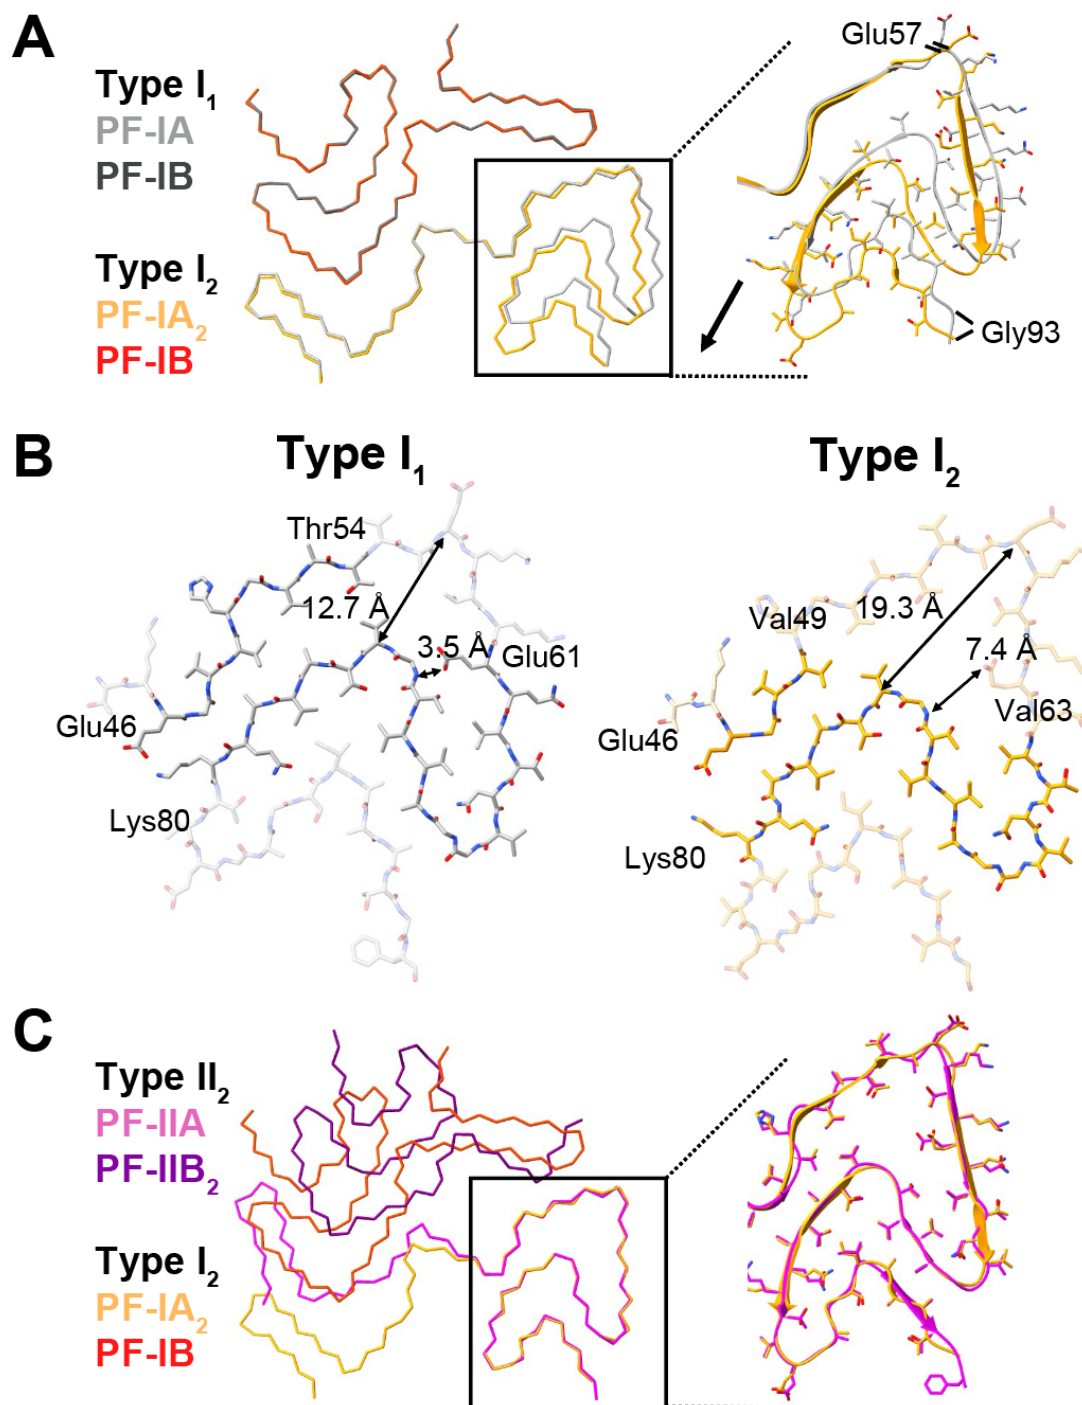 A
Type I1
PF-IA
PF-IB
Type I2
PF-IA2
PF-IB
Glu57
Gly93
B
Type I1
Type I2
Thr54
12.7 Å
3.5 Å
Glu61
Glu46
Lys80
Val49
19.3 Å
7.4 Å
Val63
Glu46
Lys80
C
Type II2
PF-IIA
PF-IIB2
Type I2
PF-IA2
PF-IB